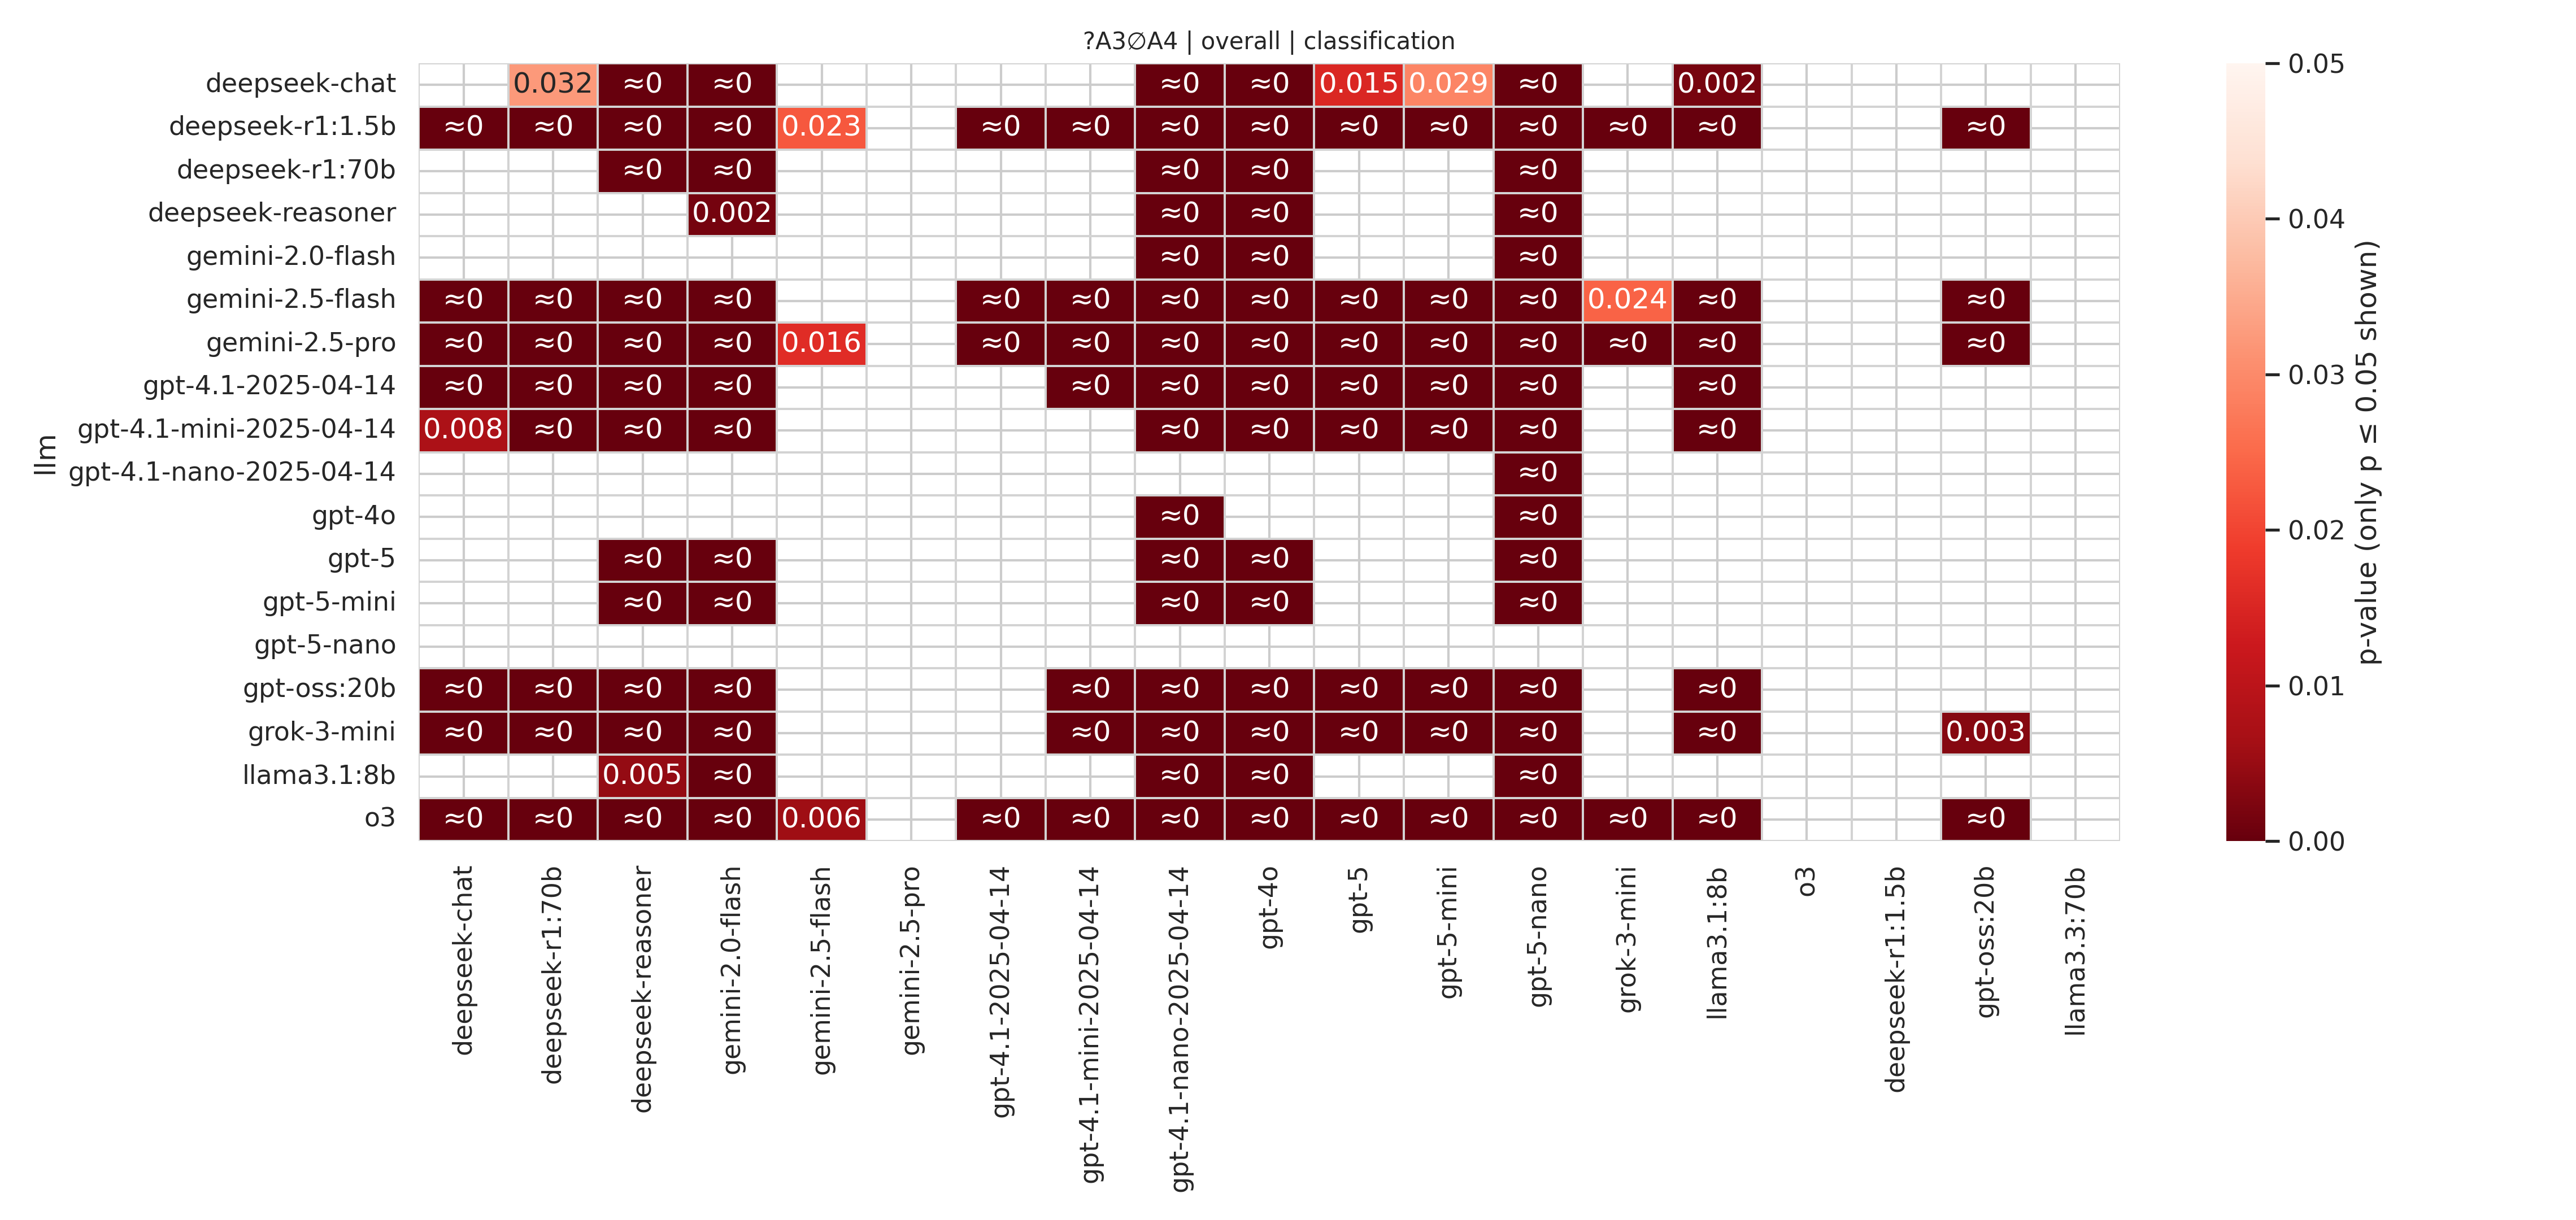 ?A3∅A4 | overall | classification
deepseek-chat 0.032 ≈0 ≈0 ≈0 ≈0 0.015 0.029 ≈0 0.002
deepseek-r1:1.5b ≈0 ≈0 ≈0 ≈0 0.023 ≈0 ≈0 ≈0 ≈0 ≈0 ≈0 ≈0 ≈0 ≈0 ≈0
deepseek-r1:70b ≈0 ≈0 ≈0 ≈0 ≈0
deepseek-reasoner 0.002 ≈0 ≈0 ≈0
gemini-2.0-flash ≈0 ≈0 ≈0
gemini-2.5-flash ≈0 ≈0 ≈0 ≈0 ≈0 ≈0 ≈0 ≈0 ≈0 ≈0 ≈0 0.024 ≈0 ≈0
gemini-2.5-pro ≈0 ≈0 ≈0 ≈0 0.016 ≈0 ≈0 ≈0 ≈0 ≈0 ≈0 ≈0 ≈0 ≈0 ≈0
gpt-4.1-2025-04-14 ≈0 ≈0 ≈0 ≈0 ≈0 ≈0 ≈0 ≈0 ≈0 ≈0 ≈0
gpt-4.1-mini-2025-04-14 0.008 ≈0 ≈0 ≈0 ≈0 ≈0 ≈0 ≈0 ≈0 ≈0
gpt-4.1-nano-2025-04-14 ≈0
gpt-4o ≈0 ≈0
gpt-5 ≈0 ≈0 ≈0 ≈0 ≈0
gpt-5-mini ≈0 ≈0 ≈0 ≈0 ≈0
gpt-5-nano
gpt-oss:20b ≈0 ≈0 ≈0 ≈0 ≈0 ≈0 ≈0 ≈0 ≈0 ≈0 ≈0
grok-3-mini ≈0 ≈0 ≈0 ≈0 ≈0 ≈0 ≈0 ≈0 ≈0 ≈0 ≈0 0.003
llama3.1:8b 0.005 ≈0 ≈0 ≈0 ≈0
o3 ≈0 ≈0 ≈0 ≈0 0.006 ≈0 ≈0 ≈0 ≈0 ≈0 ≈0 ≈0 ≈0 ≈0 ≈0
llm
deepseek-chat
deepseek-r1:70b
deepseek-reasoner
gemini-2.0-flash
gemini-2.5-flash
gemini-2.5-pro
gpt-4.1-2025-04-14
gpt-4.1-mini-2025-04-14
gpt-4.1-nano-2025-04-14
gpt-4o
gpt-5
gpt-5-mini
gpt-5-nano
grok-3-mini
llama3.1:8b
o3
deepseek-r1:1.5b
gpt-oss:20b
llama3.3:70b
0.05
0.04
0.03
0.02
0.01
0.00
p-value (only p ≤ 0.05 shown)